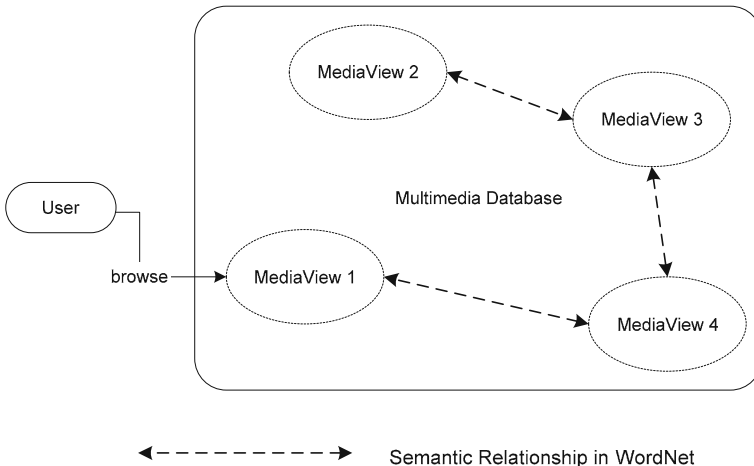 MediaView 2
MediaView 3
Multimedia Database
User
browse
MediaView 1
MediaView 4
Semantic Relationship in WordNet